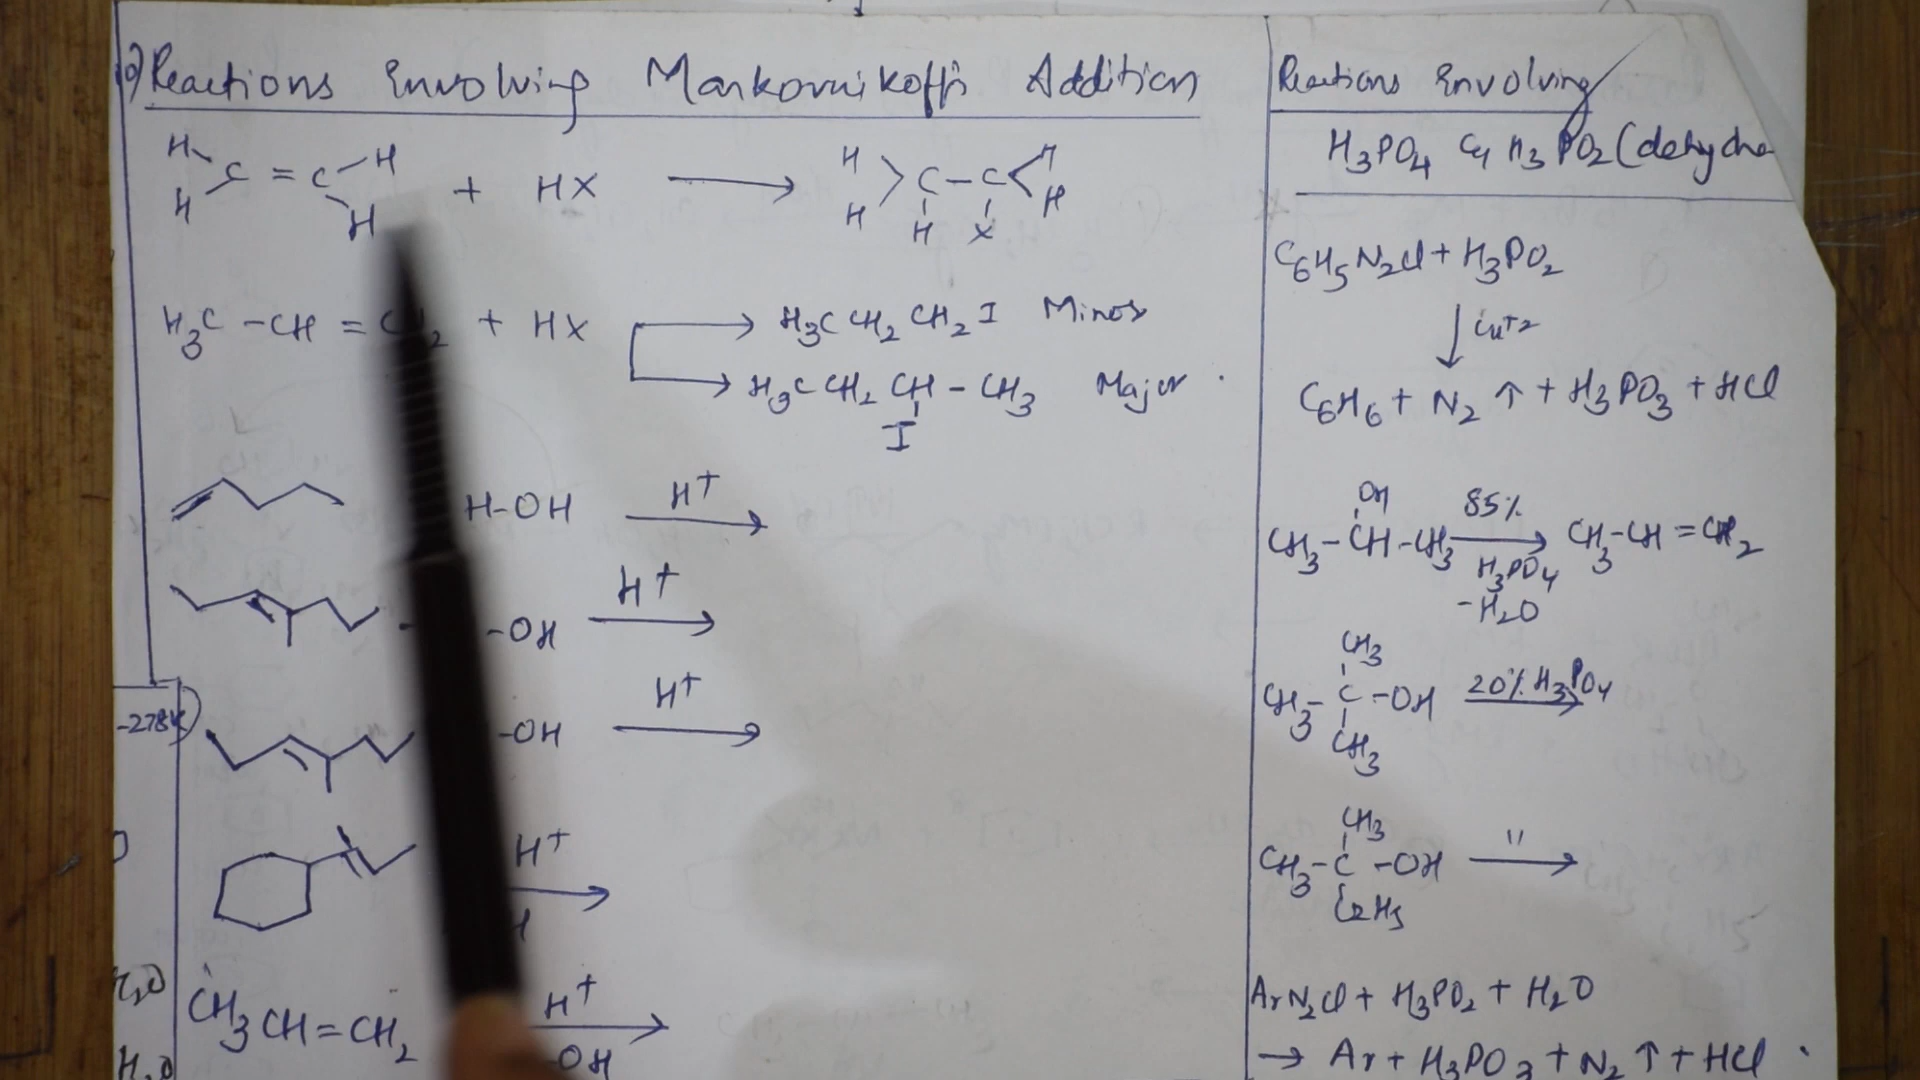 Reactions Involving Markovnikoff's Addition
H H C = C H H + HX → H H C - C H H
H X
H3C - CH = CH2 + HX → H3C CH2 CH2 I Minor
→ H3C CH2 CH - CH3 Major
I
H-OH H+ →
-OH H+ →
-278K)
-OH H+ →
H+ →
CH3 CH = CH2 H+ →
-OH
H2O
Reactions Involving
H3PO4 & H3PO2 (dehydra
C6H5N2Cl + H3PO2
↓ Cu+2
C6H6 + N2 ↑ + H3PO3 + HCl
OH
CH3 - CH - CH3 85% H3PO4 → CH3 - CH = CH2
-H2O
CH3
CH3 - C - OH 20% H3PO4 →
CH3
CH3
CH3 - C - OH " →
C2H5
ArN2Cl + H3PO2 + H2O
→ Ar + H3PO3 + N2 ↑ + HCl